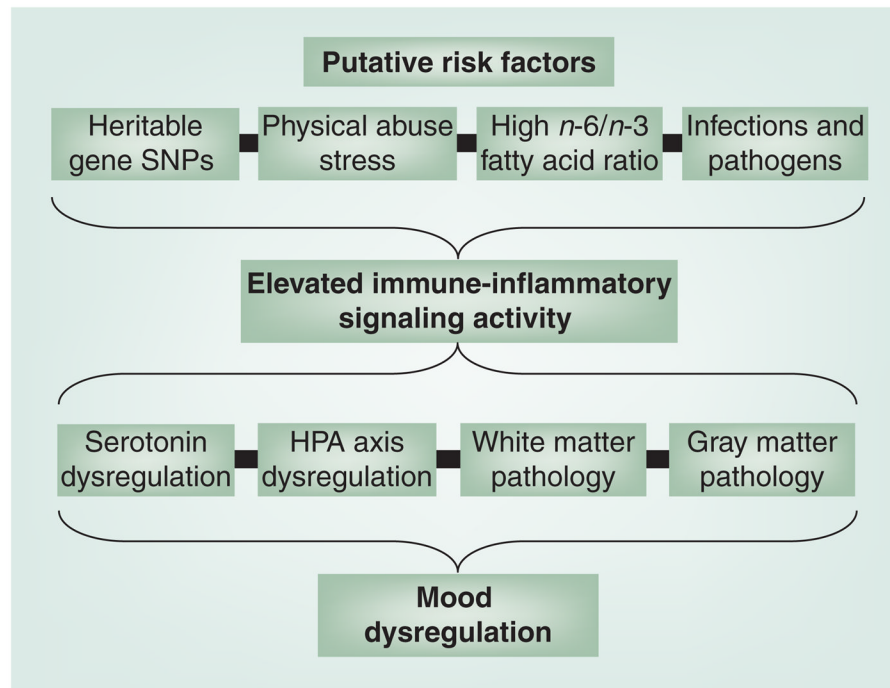 Putative risk factors
Heritable
gene SNPs
Physical abuse
stress
High n-6/n-3
fatty acid ratio
Infections and
pathogens
Elevated immune-inflammatory
signaling activity
Serotonin
dysregulation
HPA axis
dysregulation
White matter
pathology
Gray matter
pathology
Mood
dysregulation